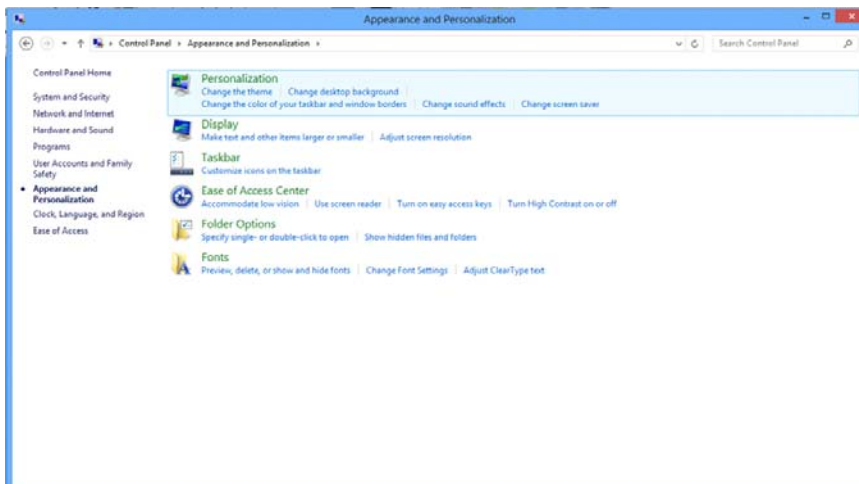 Appearance and Personalization
Control Panel Appearance and Personalization
Search Control Panel
Control Panel Home
System and Security
Network and Internet
Hardware and Sound
Programs
User Accounts and Family
Safety
Appearance and
Personalization
Clock, Language, and Region
Ease of Access
Personalization
Change the theme Change desktop background
Change the color of your taskbar and window borders Change sound effects Change screen saver
Display
Make text and other items larger or smaller Adjust screen resolution
Taskbar
Customize icons on the taskbar
Ease of Access Center
Accommodate low vision Use screen reader Turn on easy access keys Turn High Contrast on or off
Folder Options
Specify single- or double-click to open Show hidden files and folders
Fonts
Preview, delete, or show and hide fonts Change Font Settings Adjust ClearType text